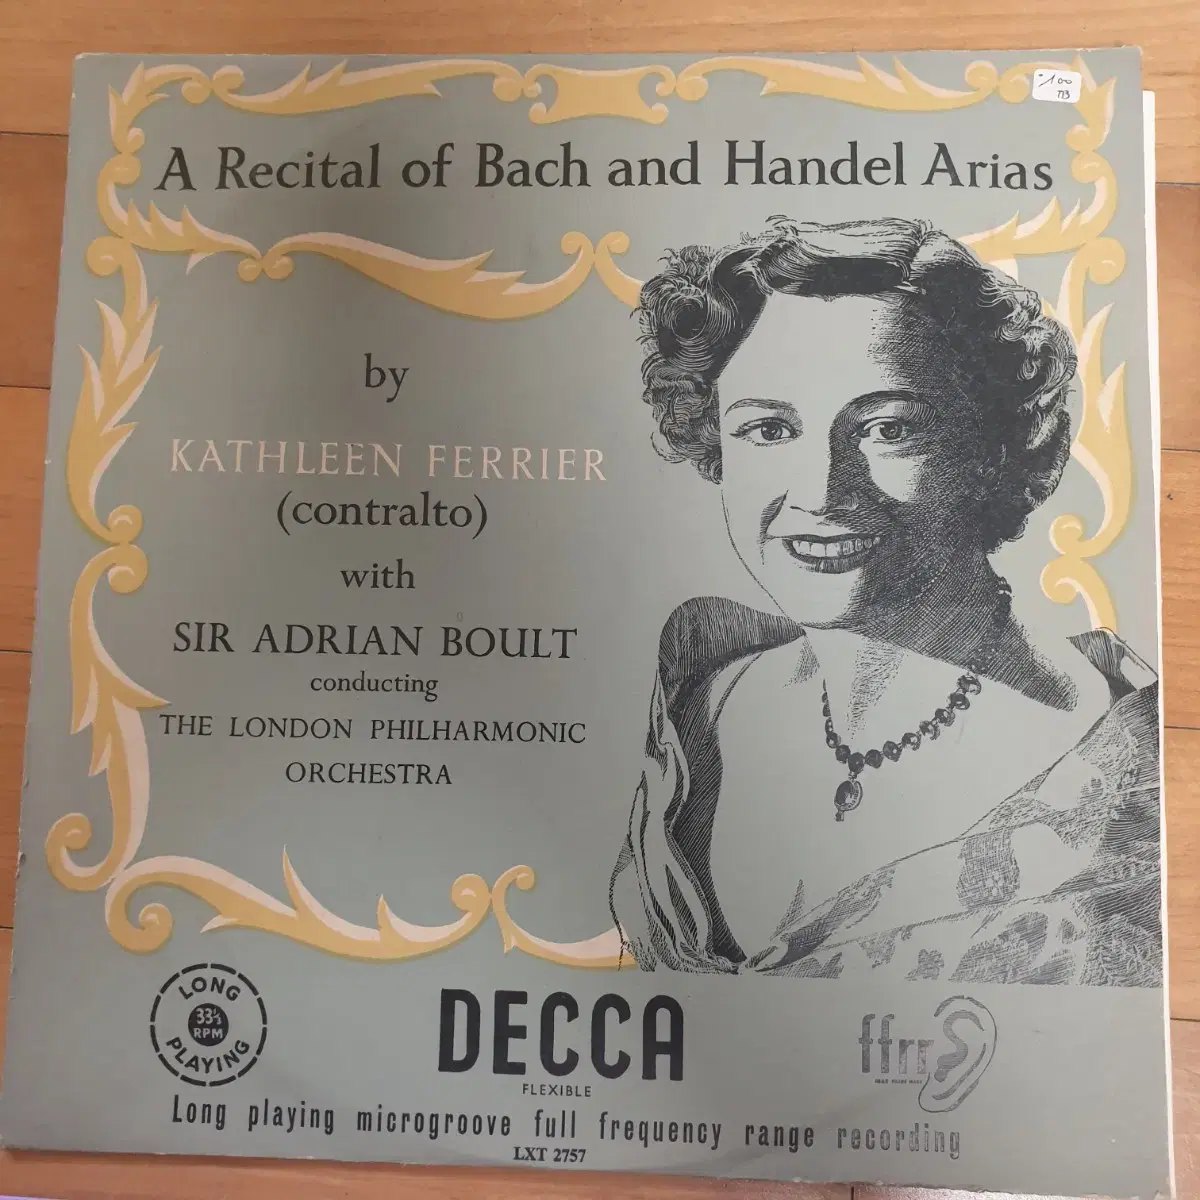 A Recital of Bach and Handel Arias
by
KATHLEEN FERRIER
(contralto)
with
SIR ADRIAN BOULT
conducting
THE LONDON PHILHARMONIC
ORCHESTRA
LONG
33⅓
RPM
PLAYING
DECCA
FLEXIBLE
ffrr
Long playing microgroove full frequency range recording
LXT 2757